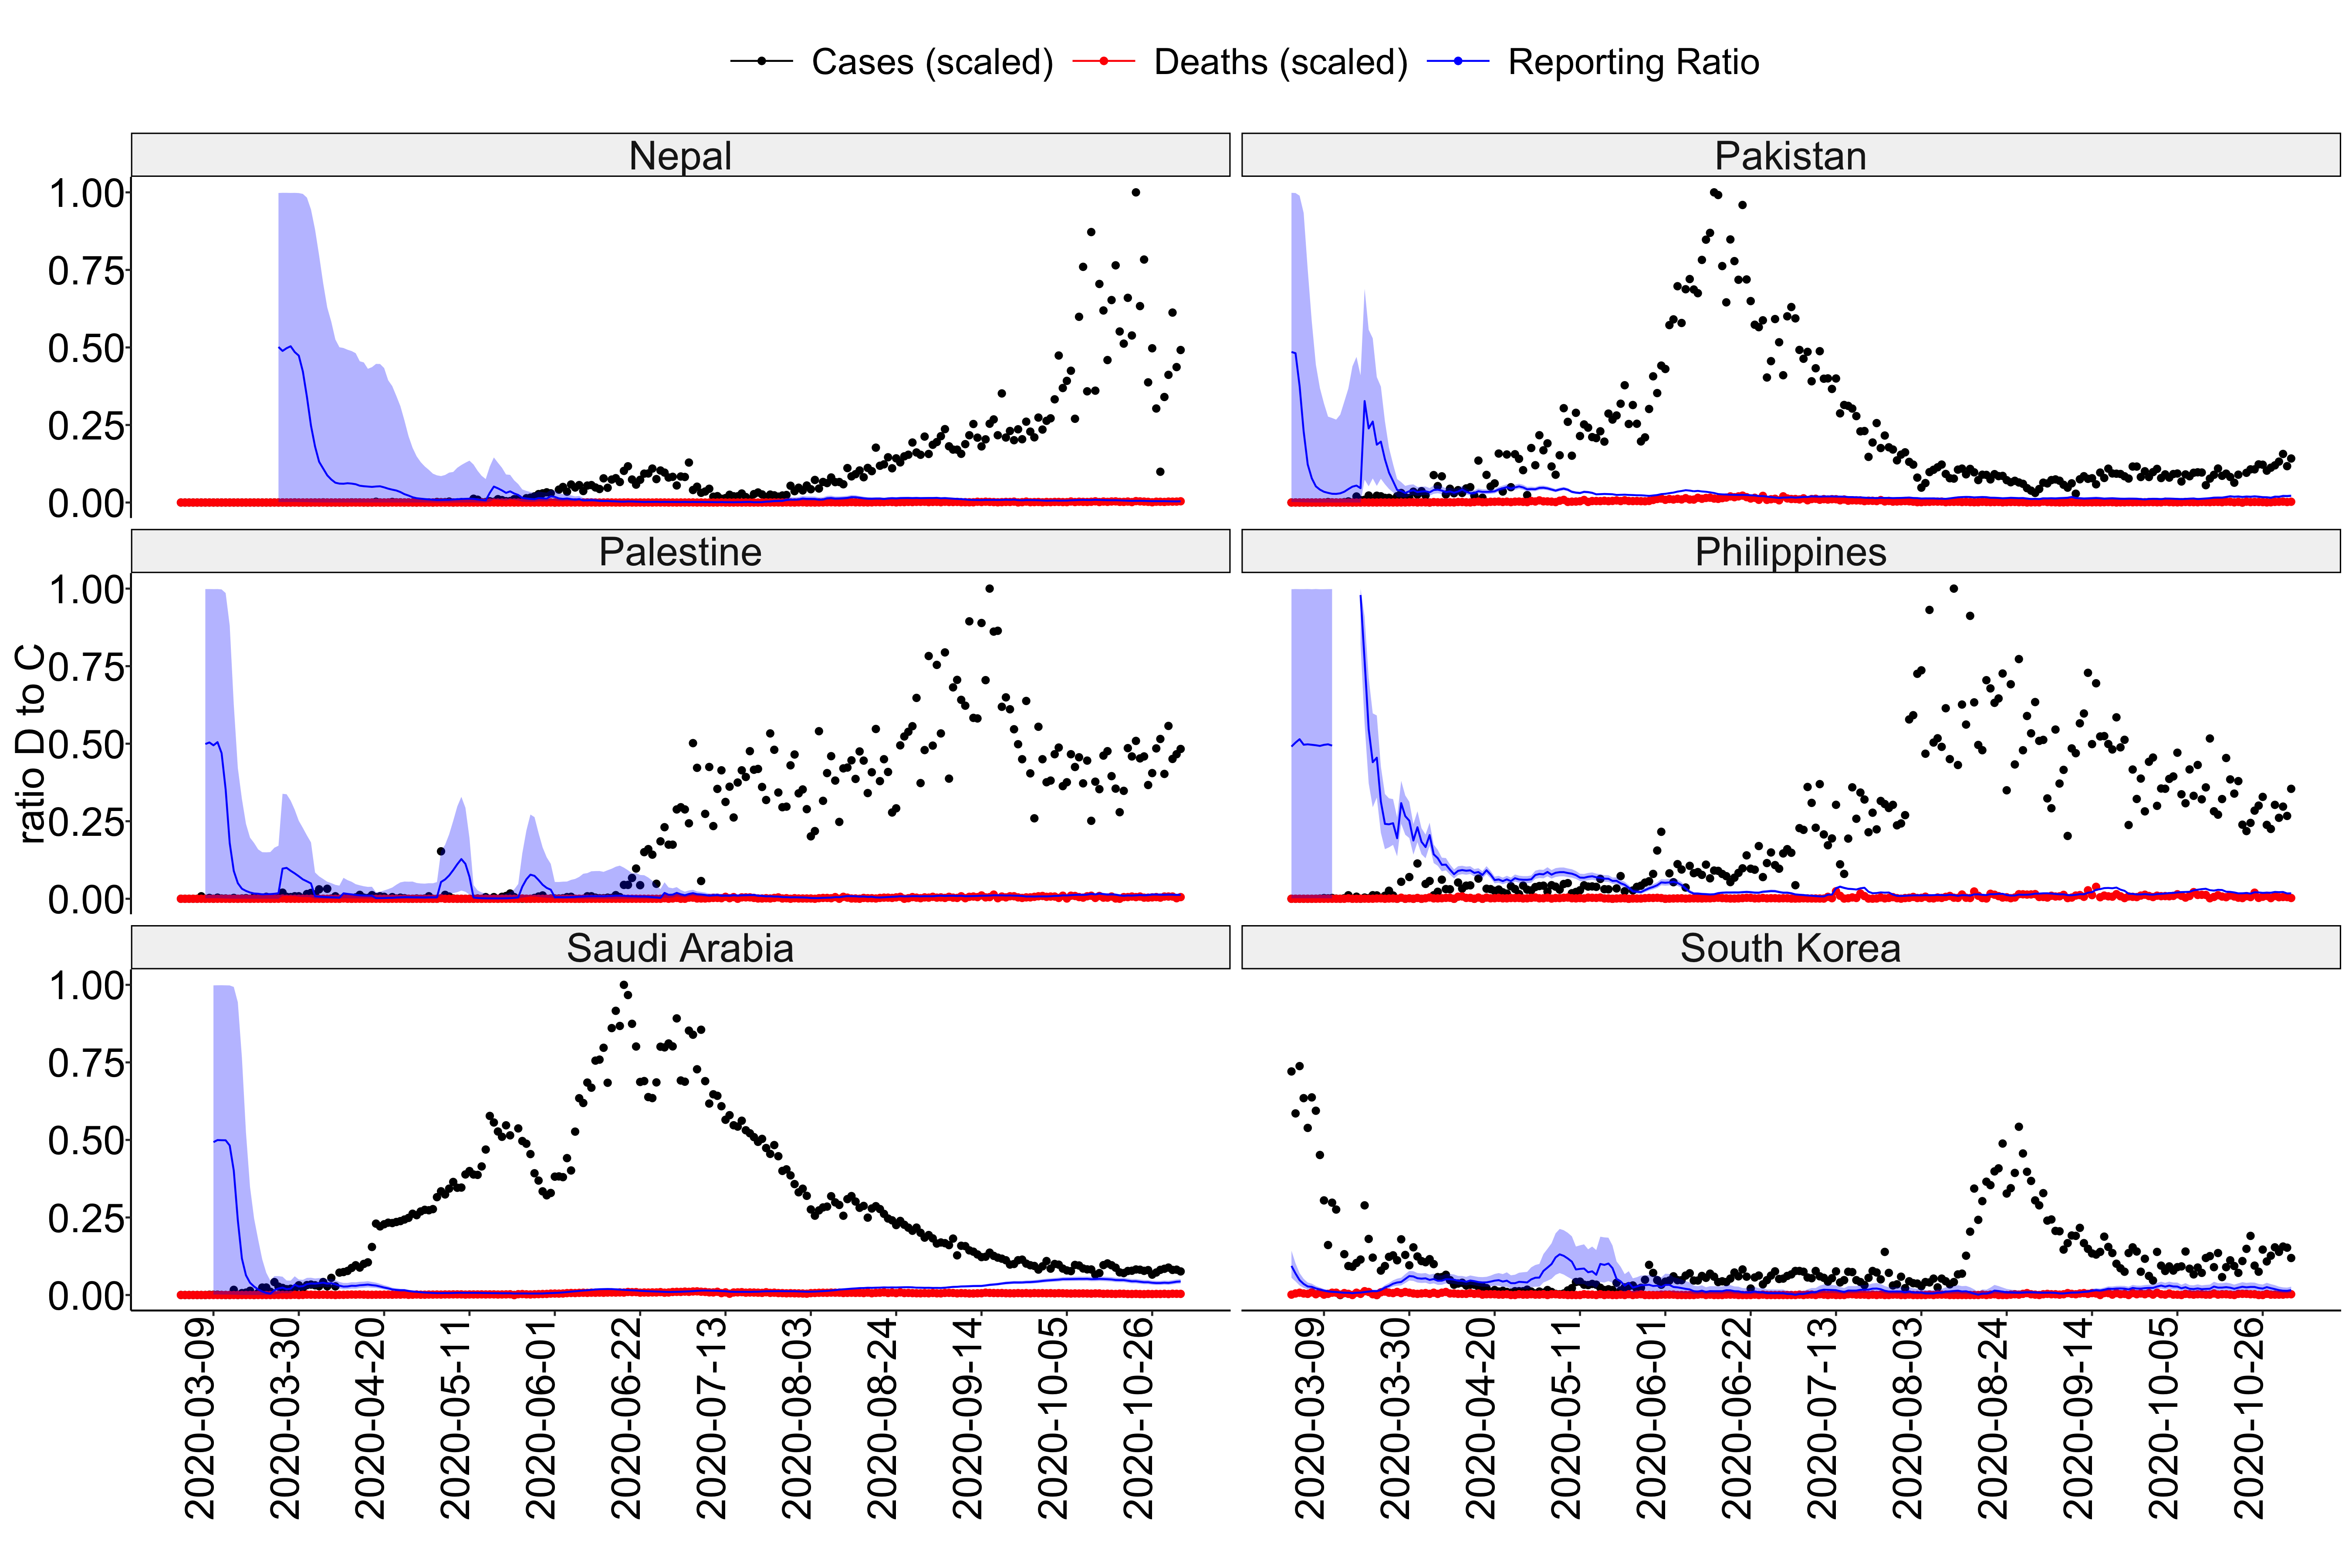 Cases (scaled) Deaths (scaled) Reporting Ratio
Nepal Pakistan
1.00
0.75
0.50
0.25
0.00
Palestine Philippines
1.00
0.75
0.50
0.25
0.00
ratio D to C
Saudi Arabia South Korea
1.00
0.75
0.50
0.25
0.00
2020-03-09 2020-03-30 2020-04-20 2020-05-11 2020-06-01 2020-06-22 2020-07-13 2020-08-03 2020-08-24 2020-09-14 2020-10-05 2020-10-26 2020-03-09 2020-03-30 2020-04-20 2020-05-11 2020-06-01 2020-06-22 2020-07-13 2020-08-03 2020-08-24 2020-09-14 2020-10-05 2020-10-26